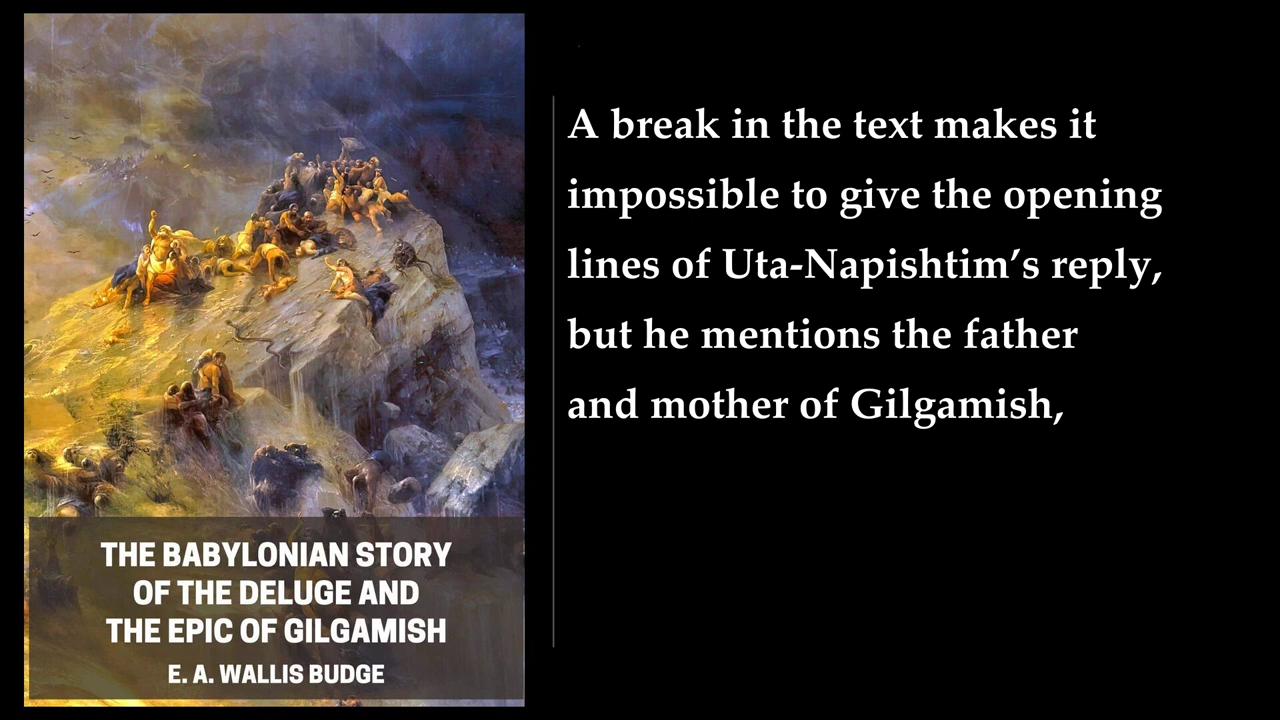 A break in the text makes it
impossible to give the opening
lines of Uta-Napishtim’s reply,
but he mentions the father
and mother of Gilgamish,
THE BABYLONIAN STORY
OF THE DELUGE AND
THE EPIC OF GILGAMISH
E. A. WALLIS BUDGE